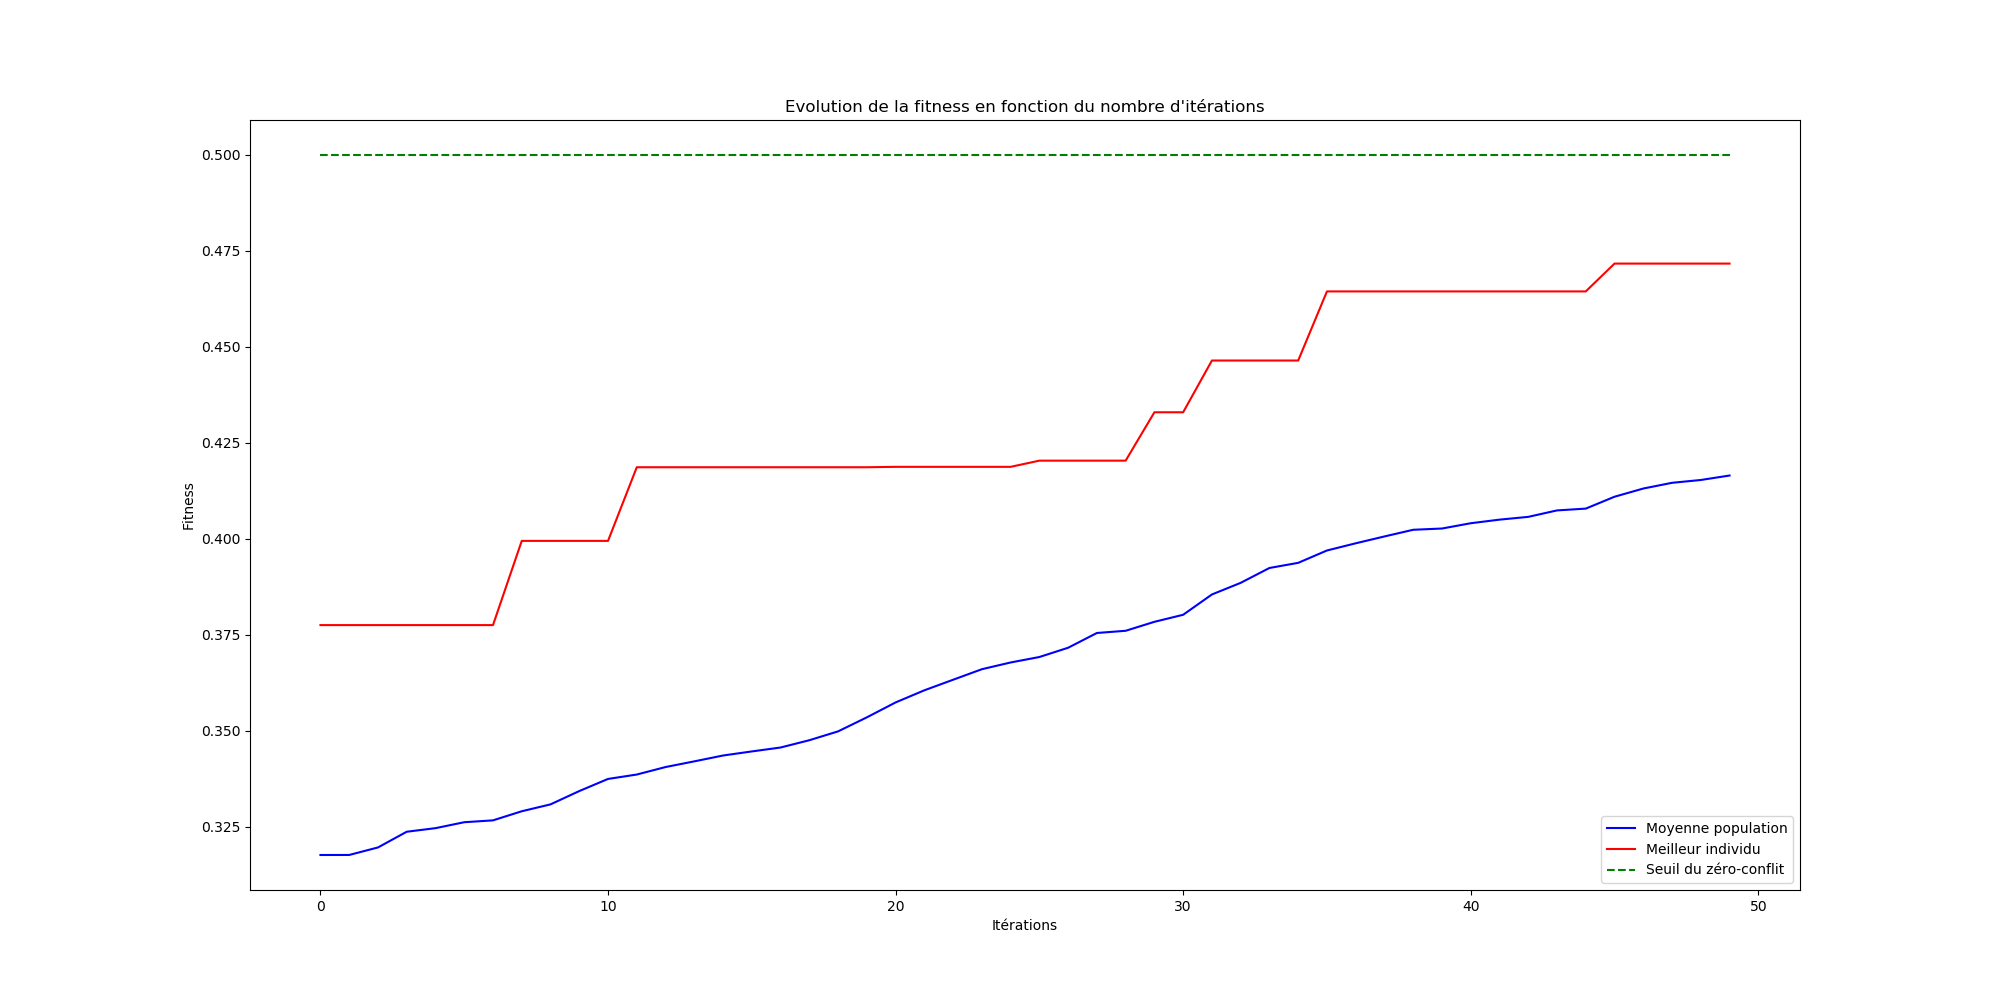 Evolution de la fitness en fonction du nombre d'itérations
0.500
0.475
0.450
0.425
0.400
0.375
0.350
0.325
Fitness
0 10 20 30 40 50
Itérations
Moyenne population
Meilleur individu
Seuil du zéro-conflit